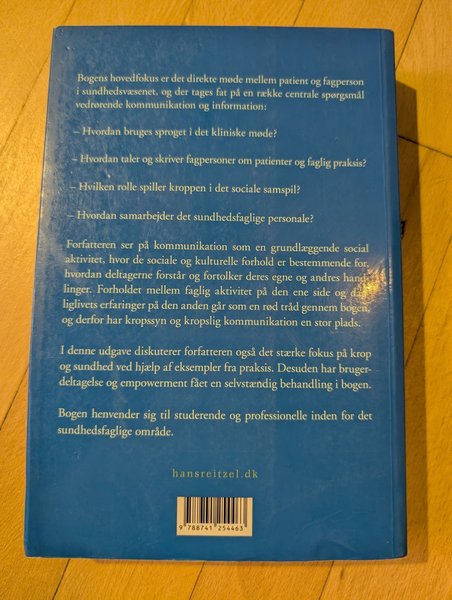 Bogens hovedfokus er det direkte møde mellem patient og fagperson
i sundhedsvæsenet, og der tages fat på en række centrale spørgsmål
vedrørende kommunikation og information:
– Hvordan bruges sproget i det kliniske møde?
– Hvordan taler og skriver fagpersoner om patienter og faglig praksis?
– Hvilken rolle spiller kroppen i det sociale samspil?
– Hvordan samarbejder det sundhedsfaglige personale?
Forfatteren ser på kommunikation som en grundlæggende social
aktivitet, hvor de sociale og kulturelle forhold er bestemmende for,
hvordan deltagerne forstår og fortolker deres egne og andres hand-
linger. Forholdet mellem faglig aktivitet på den ene side og dag-
liglivets erfaringer på den anden går som en rød tråd gennem bogen,
og derfor har kropssyn og kropslig kommunikation en stor plads.
I denne udgave diskuterer forfatteren også det stærke fokus på krop
og sundhed ved hjælp af eksempler fra praksis. Desuden har bruger-
deltagelse og empowerment fået en selvstændig behandling i bogen.
Bogen henvender sig til studerende og professionelle inden for det
sundhedsfaglige område.
hansreitzel.dk
9 788741 254463